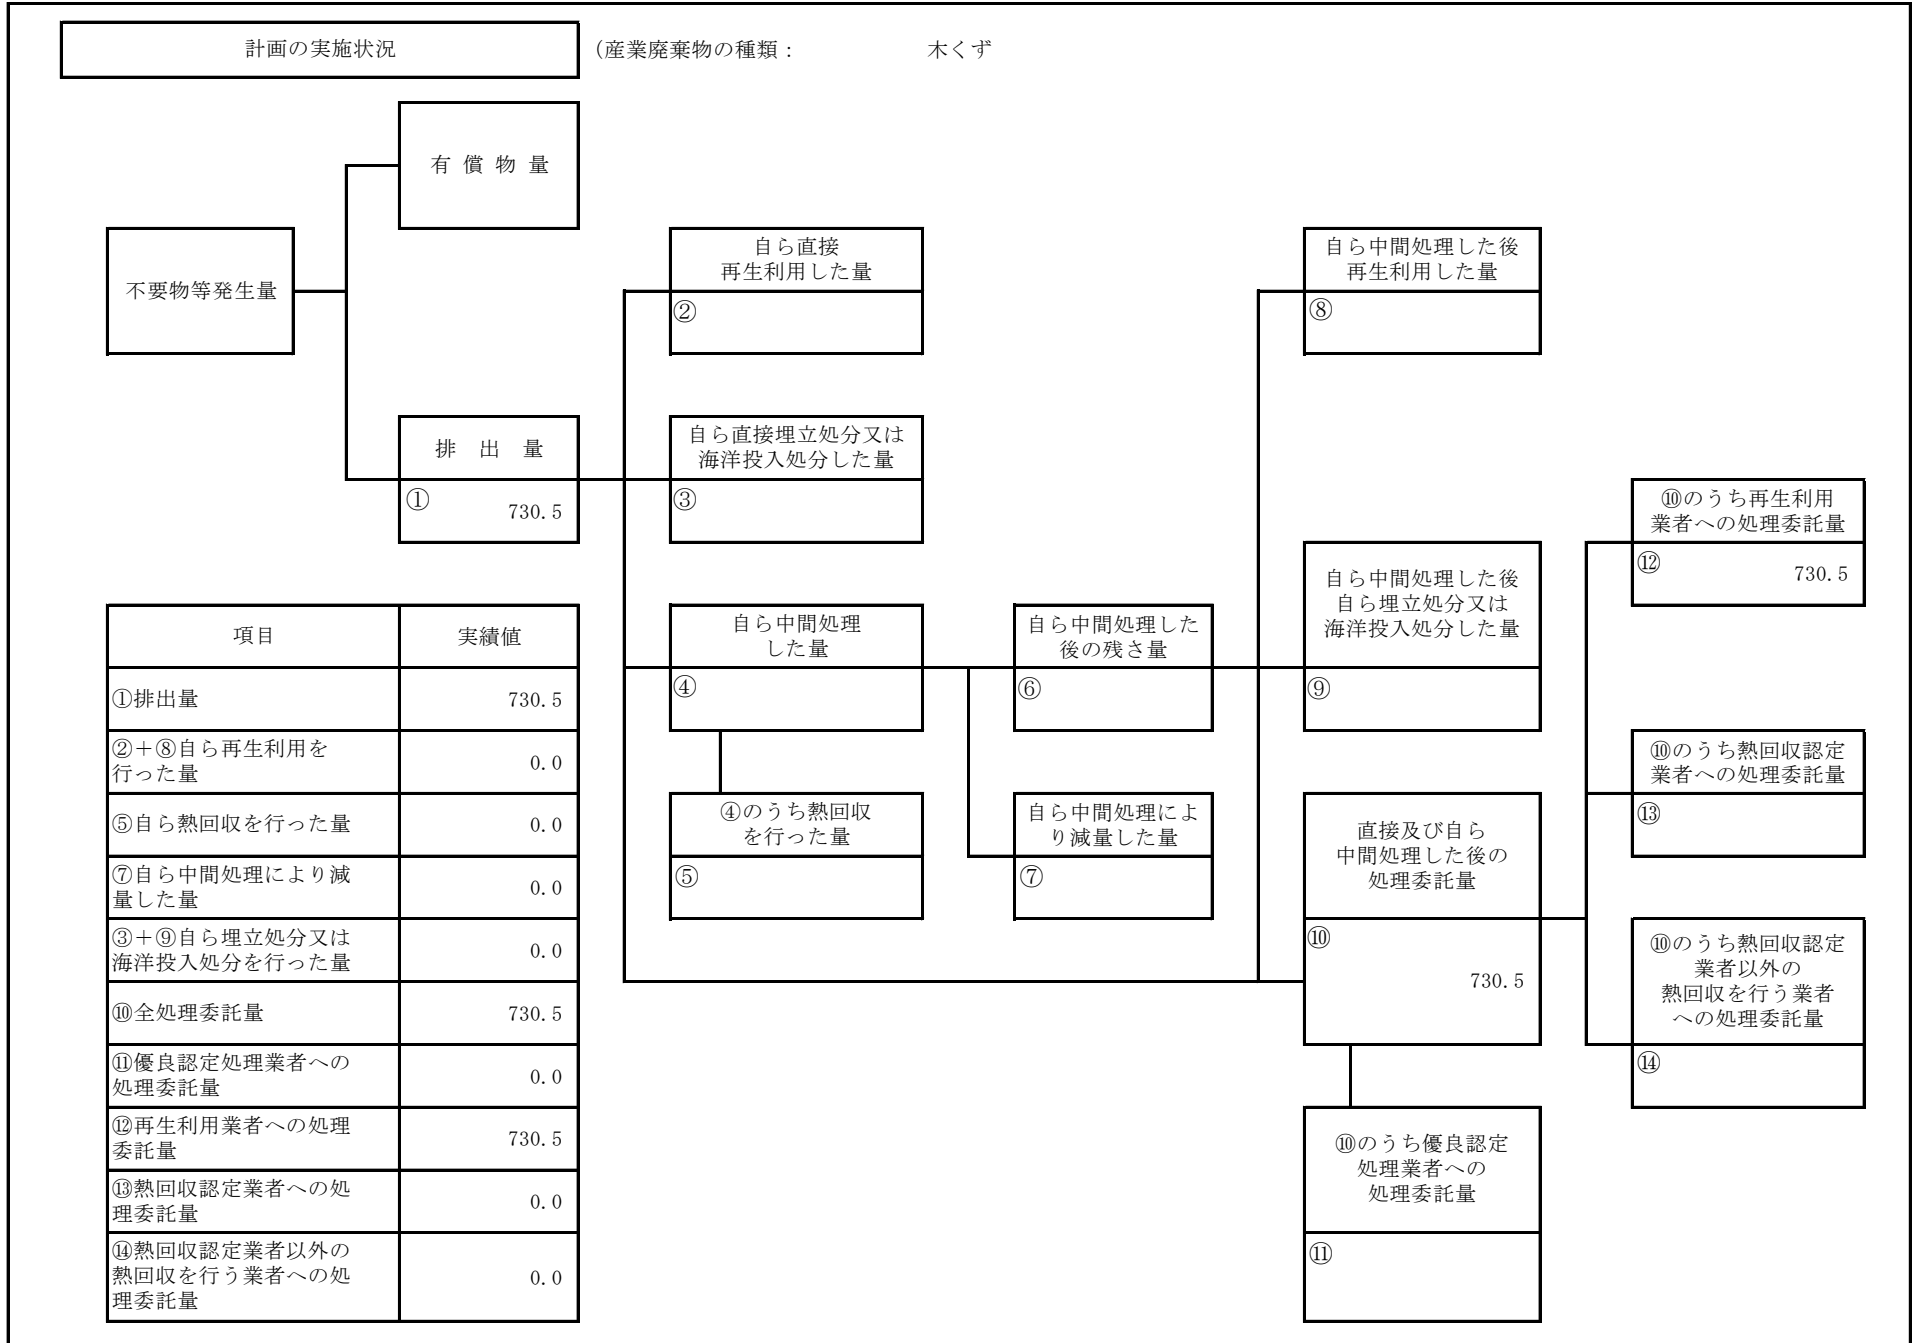 計画の実施状況
（産業廃棄物の種類： 木くず
有 償 物 量
不要物等発生量
自ら直接
再生利用した量
②
自ら中間処理した後
再生利用した量
⑧
排 出 量
① 730.5
自ら直接埋立処分又は
海洋投入処分した量
③
⑩のうち再生利用
業者への処理委託量
⑫ 730.5
自ら中間処理
した量
④
自ら中間処理した
後の残さ量
⑥
自ら中間処理した後
自ら埋立処分又は
海洋投入処分した量
⑨
⑩のうち熱回収認定
業者への処理委託量
⑬
④のうち熱回収
を行った量
⑤
自ら中間処理によ
り減量した量
⑦
直接及び自ら
中間処理した後の
処理委託量
⑩
730.5
⑩のうち熱回収認定
業者以外の
熱回収を行う業者
への処理委託量
⑭
⑩のうち優良認定
処理業者への
処理委託量
⑪
項目 実績値
①排出量 730.5
②＋⑧自ら再生利用を
行った量 0.0
⑤自ら熱回収を行った量 0.0
⑦自ら中間処理により減
量した量 0.0
③＋⑨自ら埋立処分又は
海洋投入処分を行った量 0.0
⑩全処理委託量 730.5
⑪優良認定処理業者への
処理委託量 0.0
⑫再生利用業者への処理
委託量 730.5
⑬熱回収認定業者への処
理委託量 0.0
⑭熱回収認定業者以外の
熱回収を行う業者への処
理委託量 0.0